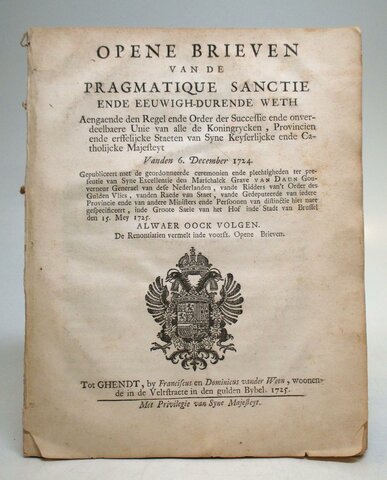 OPENE BRIEVEN
VAN DE
PRAGMATIQUE SANCTIE
ENDE EEUWIGH-DURENDE WETH
Aengaende den Regel ende Order der Successie ende onver-
deelbaere Unie van alle de Koningrycken, Provincien
ende erffelijcke Staeten van Syne Keyserlijcke ende Ca-
tholijcke Majesteyt
Vanden 6. December 1724.
Gepubliceert met de geordonneerde ceremonien ende plechtigheden ter pre-
sentie van Syne Excellentie den Marischalck Grave VAN DAUN Gou-
verneur Generael van dese Nederlanden, vande Ridders van't Order des
Gulden Vlies, vanden Raede van Staet, vande Gedeputeerde van iedere
Provincie ende van andere Ministers ende Persoonen van distinctie hier naere
gespecificeert, inde Groote Saele van het Hof inde Stadt van Brussel
den 15. Mey 1725.
ALWAER OOCK VOLGEN.
De Renontiatien vermelt inde voorss. Opene Brieven.
Tot GHENDT, by Franciscus en Dominicus vander Ween, woonen-
de in de Veltstraete in den gulden Bybel. 1725.
Met Privilegie van Syne Majesteyt.